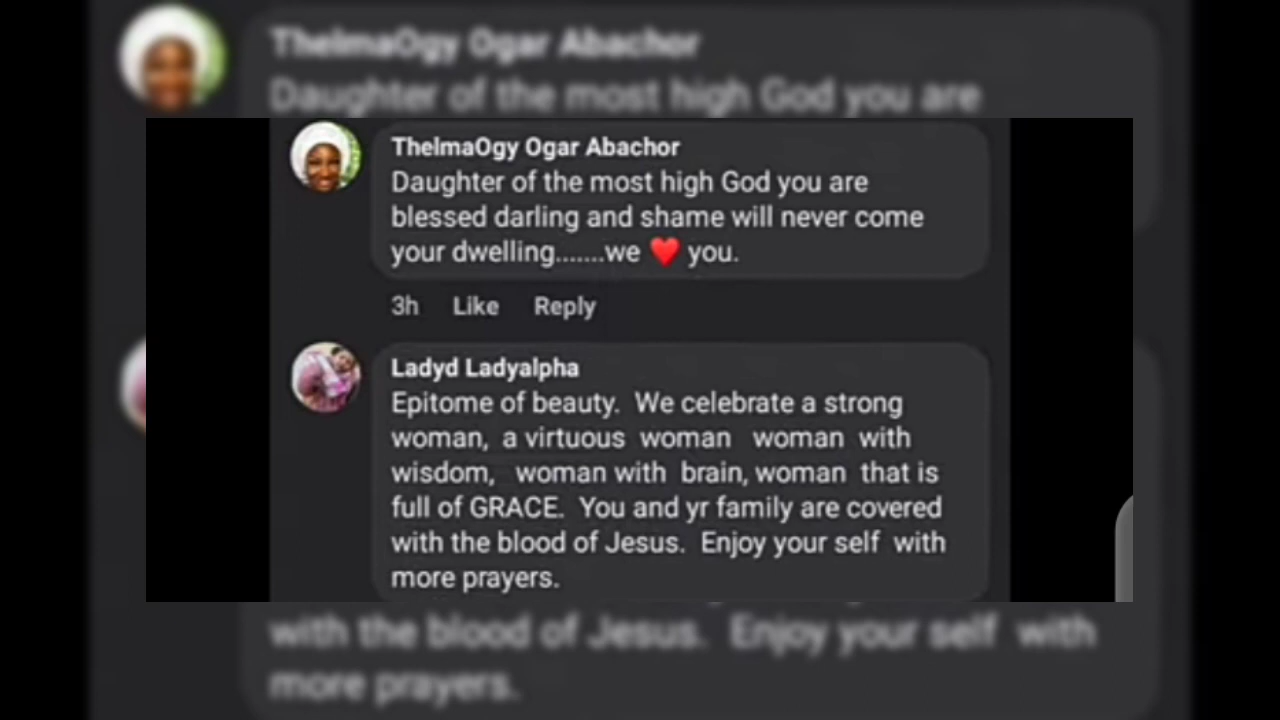 ThelmaOgy Ogar Abachor
Daughter of the most high God you are
ThelmaOgy Ogar Abachor
Daughter of the most high God you are
blessed darling and shame will never come
your dwelling.......we ❤️ you.
3h Like Reply
Ladyd Ladyalpha
Epitome of beauty. We celebrate a strong
woman, a virtuous woman woman with
wisdom, woman with brain, woman that is
full of GRACE. You and yr family are covered
with the blood of Jesus. Enjoy your self with
more prayers.
with the blood of Jesus. Enjoy your self with
more prayers.